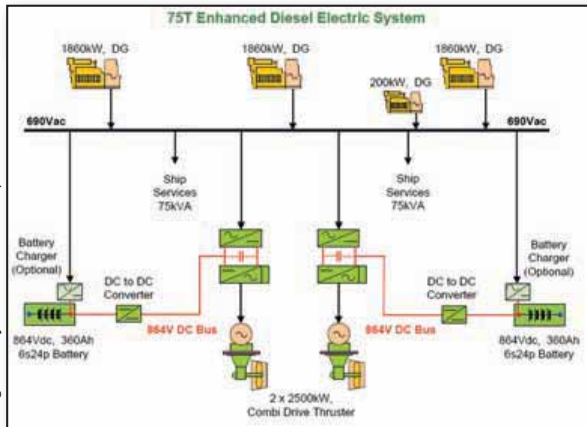 75T Enhanced Diesel Electric System
1860kW, DG
1860kW, DG
1860kW, DG
200kW, DG
690Vac
690Vac
Ship
Services
75kVA
Ship
Services
75kVA
Battery
Charger
(Optional)
DC to DC
Converter
864V DC Bus
864Vdc, 360Ah
6s24p Battery
Battery
Charger
(Optional)
DC to DC
Converter
864V DC Bus
864Vdc, 360Ah
6s24p Battery
2 x 2500kW,
Combi Drive Thruster